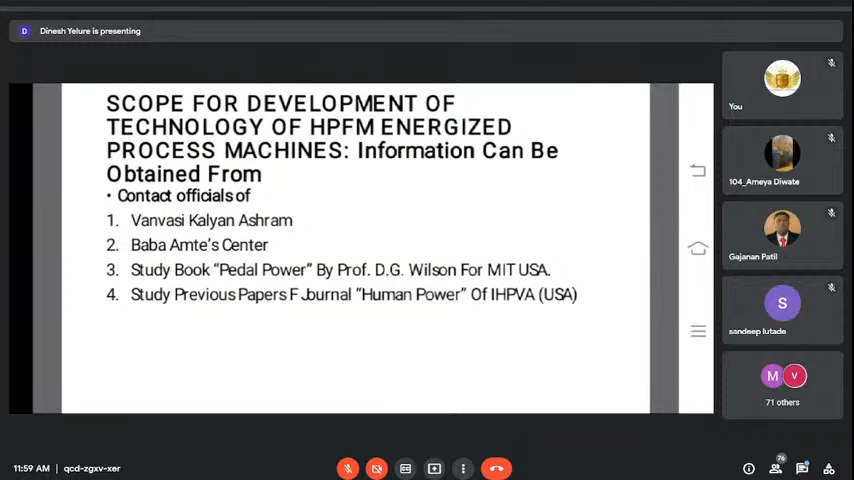 D Dinesh Yelure is presenting
SCOPE FOR DEVELOPMENT OF
TECHNOLOGY OF HPFM ENERGIZED
PROCESS MACHINES: Information Can Be
Obtained From
• Contact officials of
1. Vanvasi Kalyan Ashram
2. Baba Amte's Center
3. Study Book "Pedal Power" By Prof. D.G. Wilson For MIT USA.
4. Study Previous Papers F Journal "Human Power" Of IHPVA (USA)
You
104_Ameya Diwate
Gajanan Patil
S
sandeep lutade
M V
71 others
11:59 AM | qcd-zgxv-xer
76